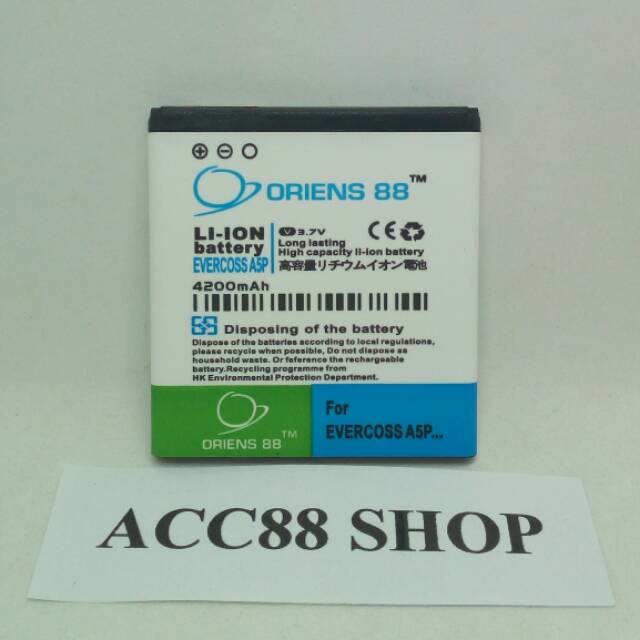 ORIENS 88™
LI-ION
battery
EVERCOSS A5P
V 3.7V
Long lasting
High capacity li-ion battery
高容量リチウムイオン電池
CE
4200mAh
Disposing of the battery
Dispose of the batteries according to local regulations,
please recycle when possible, Do not dispose as
household waste. Or efference the rechargeable
battery.Recycling programme from
HK Environmental Protection Department.
ORIENS 88™
For
EVERCOSS A5P...
ACC88 SHOP